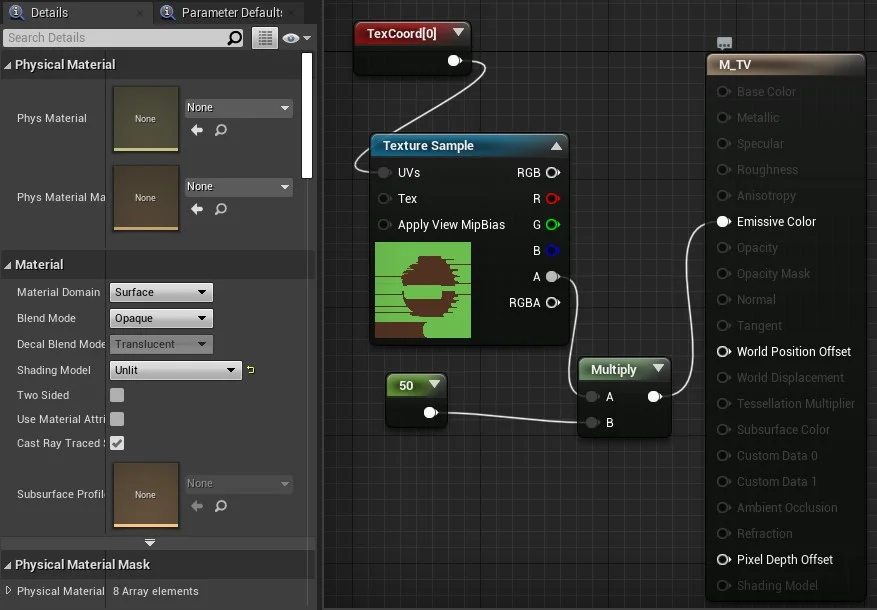 Details
Parameter Defaults
Search Details
Physical Material
Phys Material
None
None
Phys Material Ma
None
None
Material
Material Domain
Surface
Blend Mode
Opaque
Decal Blend Mode
Translucent
Shading Model
Unlit
Two Sided
Use Material Attri
Cast Ray Traced S
Subsurface Profil
None
None
Physical Material Mask
Physical Material
8 Array elements
TexCoord[0]
Texture Sample
UVs
RGB
Tex
R
Apply View MipBias
G
B
A
RGBA
50
Multiply
A
B
M_TV
Base Color
Metallic
Specular
Roughness
Anisotropy
Emissive Color
Opacity
Opacity Mask
Normal
Tangent
World Position Offset
World Displacement
Tessellation Multiplier
Subsurface Color
Custom Data 0
Custom Data 1
Ambient Occlusion
Refraction
Pixel Depth Offset
Shading Model